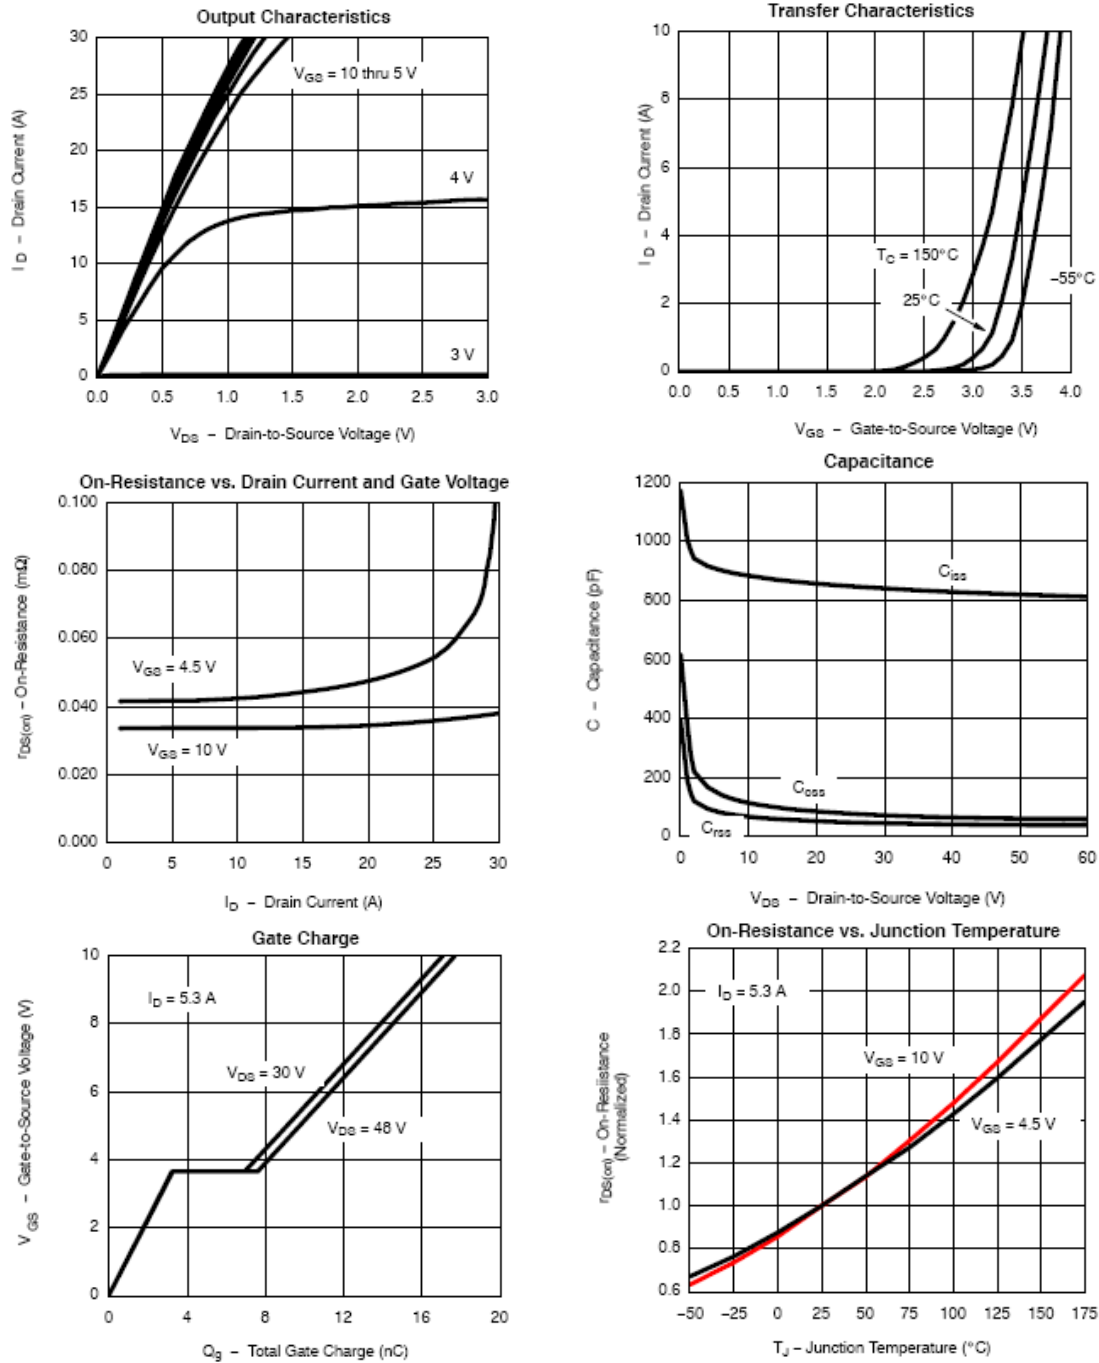 Output Characteristics
30
25
20
15
10
5
0
0.0 0.5 1.0 1.5 2.0 2.5 3.0
VGS = 10 thru 5 V
4 V
3 V
ID – Drain Current (A)
VDS – Drain-to-Source Voltage (V)
Transfer Characteristics
10
8
6
4
2
0
0.0 0.5 1.0 1.5 2.0 2.5 3.0 3.5 4.0
TC = 150°C
25°C
–55°C
ID – Drain Current (A)
VGS – Gate-to-Source Voltage (V)
On-Resistance vs. Drain Current and Gate Voltage
0.100
0.080
0.060
0.040
0.020
0.000
0 5 10 15 20 25 30
VGS = 4.5 V
VGS = 10 V
rDS(on) – On-Resistance (mΩ)
ID – Drain Current (A)
Capacitance
1200
1000
800
600
400
200
0
0 10 20 30 40 50 60
Ciss
Coss
Crss
C – Capacitance (pF)
VDS – Drain-to-Source Voltage (V)
Gate Charge
10
8
6
4
2
0
0 4 8 12 16 20
ID = 5.3 A
VDS = 30 V
VDS = 48 V
VGS – Gate-to-Source Voltage (V)
Qg – Total Gate Charge (nC)
On-Resistance vs. Junction Temperature
2.2
2.0
1.8
1.6
1.4
1.2
1.0
0.8
0.6
–50 –25 0 25 50 75 100 125 150 175
ID = 5.3 A
VGS = 10 V
VGS = 4.5 V
rDS(on) – On-Resiistance
(Normalized)
TJ – Junction Temperature (°C)